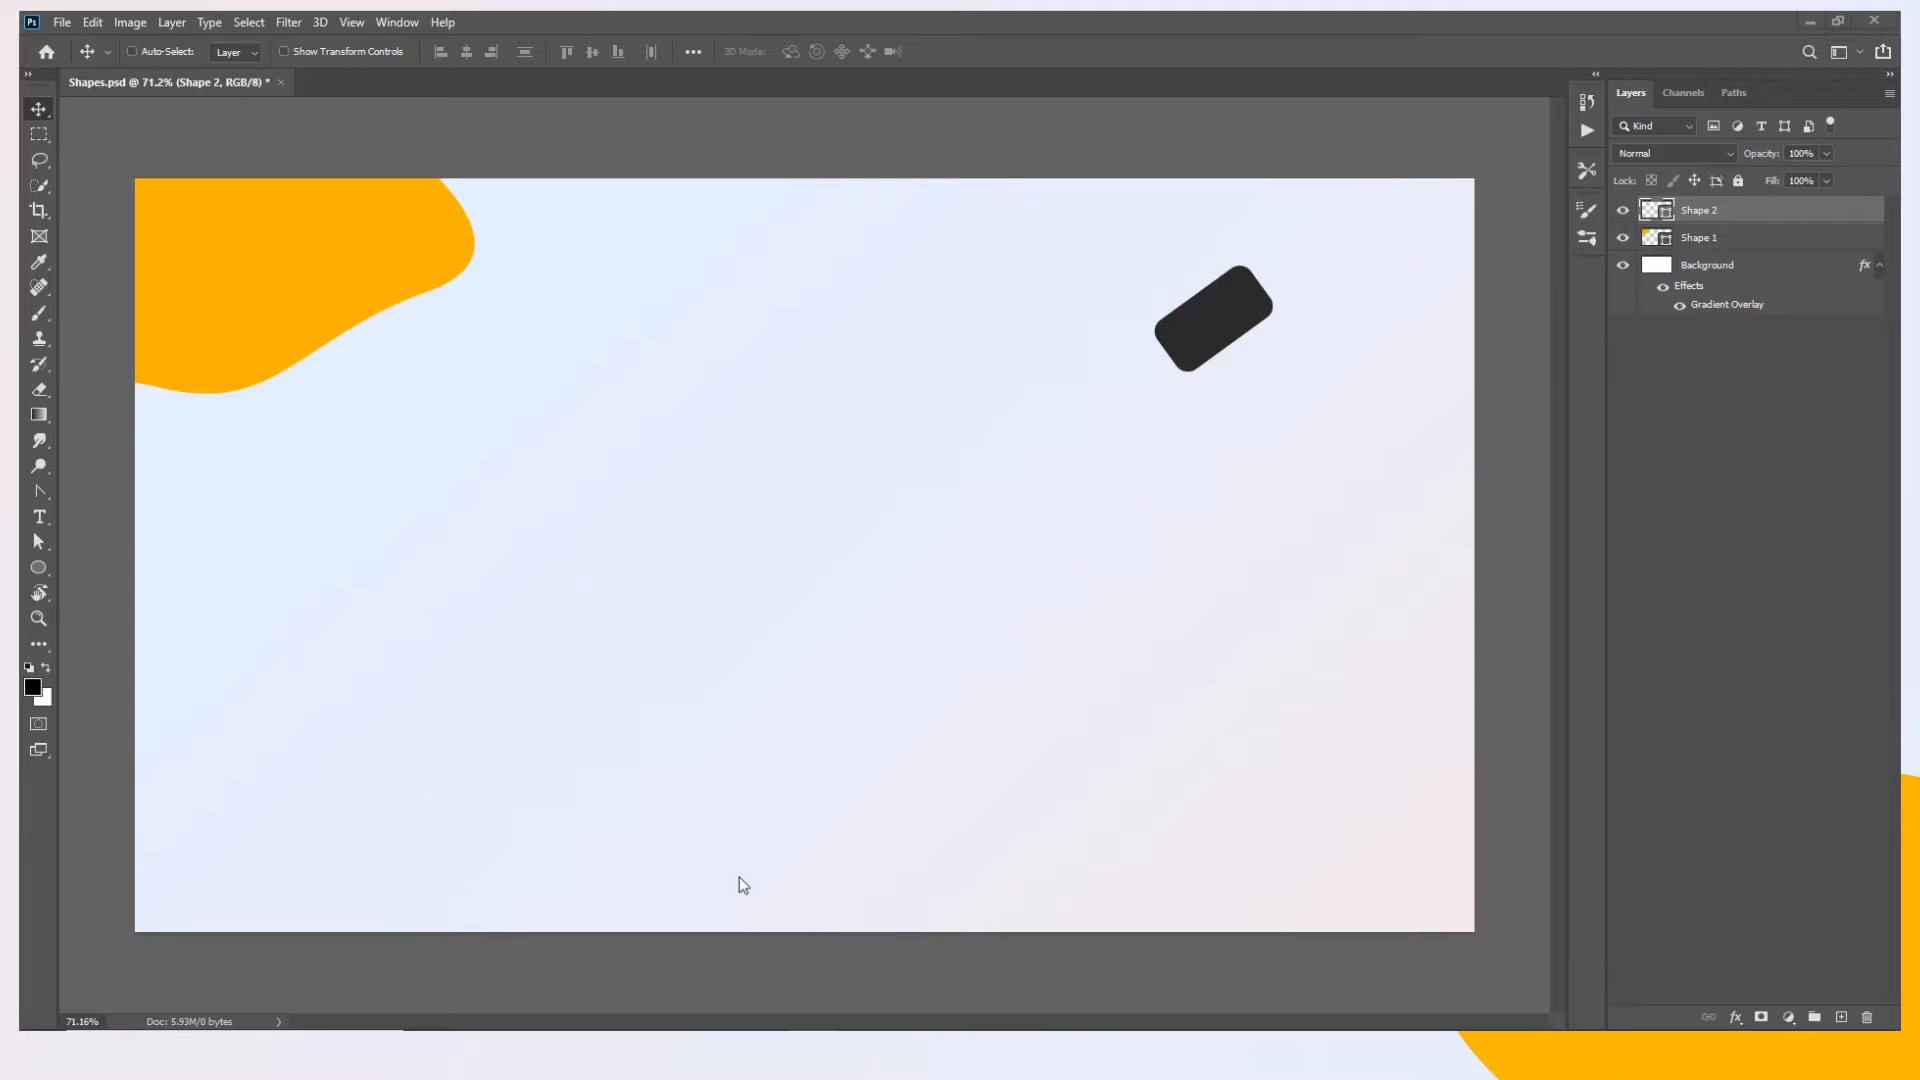 Ps File Edit Image Layer Type Select Filter 3D View Window Help
Auto-Select: Layer Show Transform Controls 3D Mode:
Shapes.psd @ 71.2% (Shape 2, RGB/8) *
Layers Channels Paths
Kind
Normal Opacity: 100%
Lock: Fill: 100%
Shape 2
Shape 1
Background fx
Effects
Gradient Overlay
71.16% Doc: 5.93M/0 bytes
fx